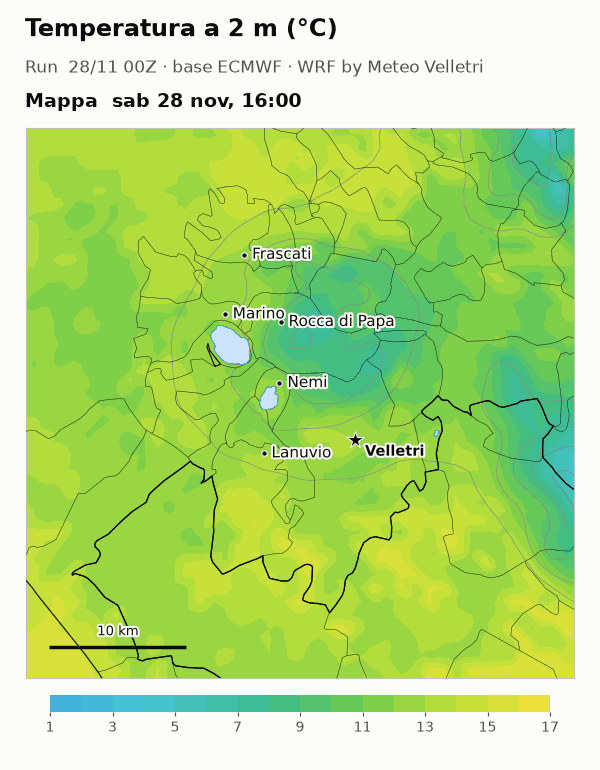 Temperatura a 2 m (°C)
Run  28/11 00Z · base ECMWF · WRF by Meteo Velletri
Mappa  sab 28 nov, 16:00
Frascati
Marino
Rocca di Papa
Nemi
Velletri
Lanuvio
10 km
1 3 5 7 9 11 13 15 17